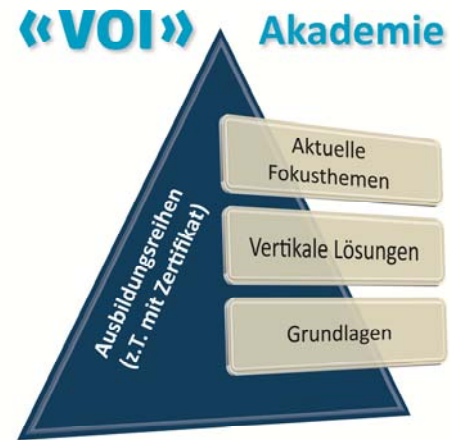 «VOI» Akademie
Aktuelle
Fokusthemen
Vertikale Lösungen
Grundlagen
Ausbildungsreihen
(z.T. mit Zertifikat)